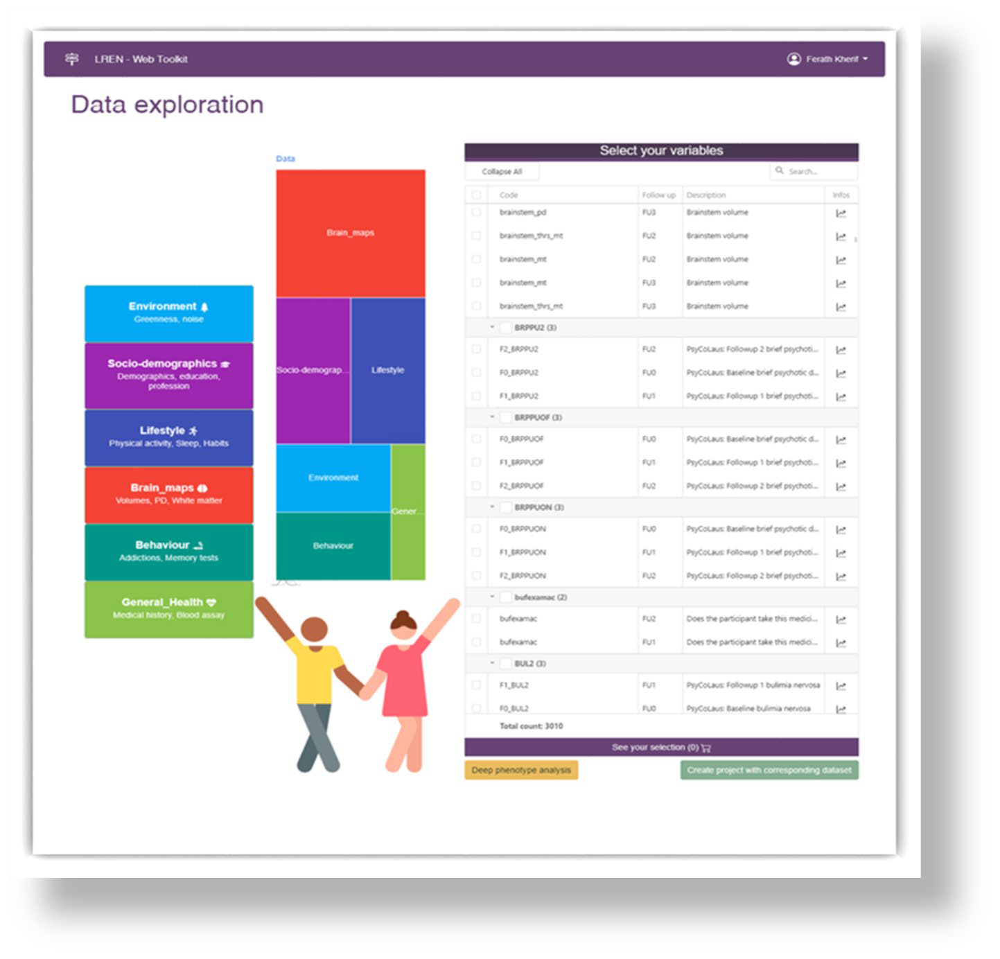 LREN - Web Toolkit
Ferath Kherif
Data exploration
Environment
Greenness, noise
Socio-demographics
Demographics, education,
profession
Lifestyle
Physical activity, Sleep, Habits
Brain_maps
Volumes, PD, White matter
Behaviour
Addictions, Memory tests
General_Health
Medical history, Blood assay
Data
Brain_maps
Socio-demograp...
Lifestyle
Environment
Gener...
Behaviour
Select your variables
Collapse All
Search...
Code Follow up Description Infos
brainstem_pd FU3 Brainstem volume
brainstem_thrs_mt FU2 Brainstem volume
brainstem_mt FU2 Brainstem volume
brainstem_mt FU3 Brainstem volume
brainstem_thrs_mt FU3 Brainstem volume
BRPPU2 (3)
F2_BRPPU2 FU2 PsyCoLaus: Followup 2 brief psychoti...
F0_BRPPU2 FU0 PsyCoLaus: Baseline brief psychotic d...
F1_BRPPU2 FU1 PsyCoLaus: Followup 1 brief psychoti...
BRPPUOF (3)
F0_BRPPUOF FU0 PsyCoLaus: Baseline brief psychotic d...
F1_BRPPUOF FU1 PsyCoLaus: Followup 1 brief psychoti...
F2_BRPPUOF FU2 PsyCoLaus: Followup 2 brief psychoti...
BRPPUON (3)
F0_BRPPUON FU0 PsyCoLaus: Baseline brief psychotic d...
F1_BRPPUON FU1 PsyCoLaus: Followup 1 brief psychoti...
F2_BRPPUON FU2 PsyCoLaus: Followup 2 brief psychoti...
bufexamac (2)
bufexamac FU2 Does the participant take this medici...
bufexamac FU1 Does the participant take this medici...
BUL2 (3)
F1_BUL2 FU1 PsyCoLaus: Followup 1 bulimia nervosa
F0_BUL2 FU0 PsyCoLaus: Baseline bulimia nervosa
Total count: 3010
See your selection (0)
Deep phenotype analysis
Create project with corresponding dataset